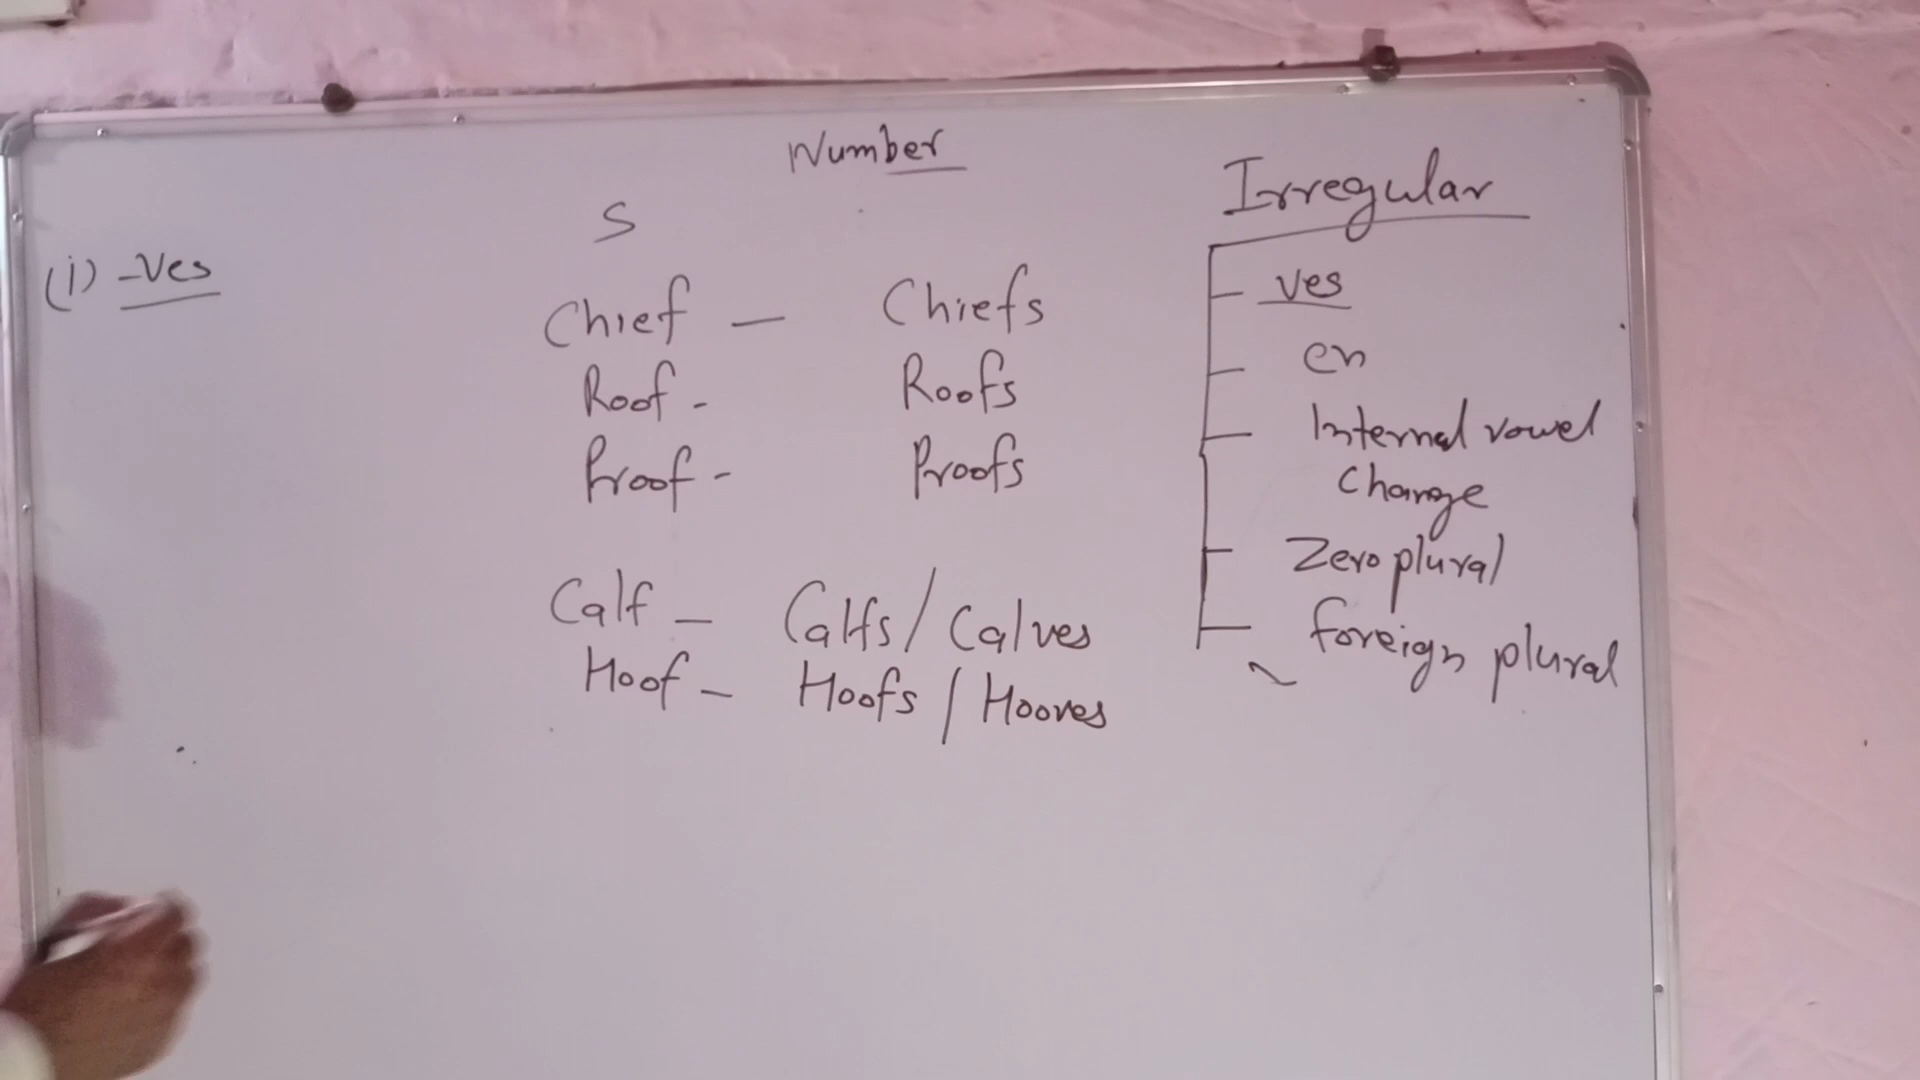 Number
S
(i) -ves
Chief — Chiefs
Roof - Roofs
Proof - Proofs
Calf — Calfs/Calves
Hoof - Hoofs/Hooves
Irregular
ves
en
Internal vowel
change
Zero plural
foreign plural